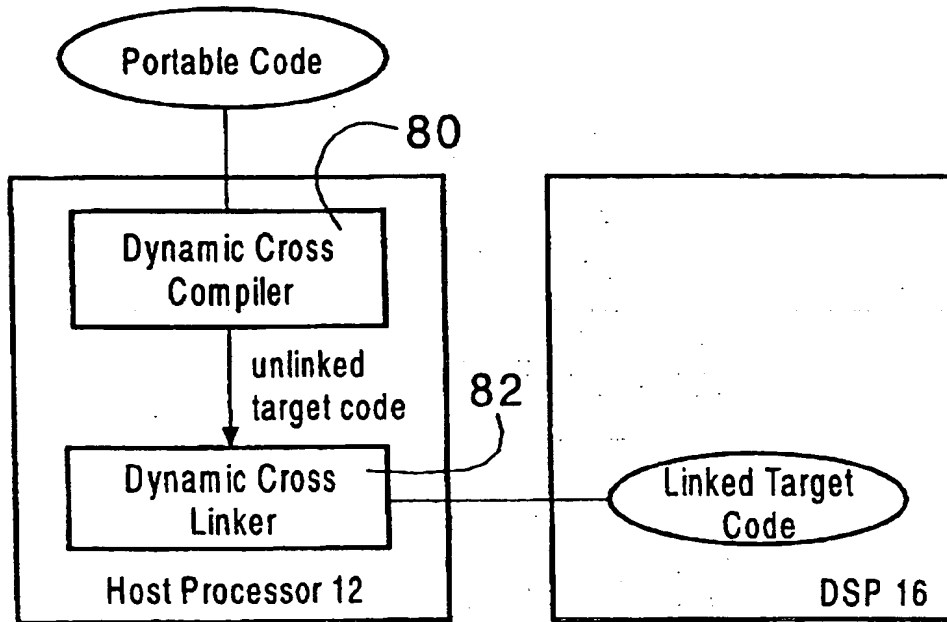 Portable Code
80
Dynamic Cross
Compiler
unlinked
target code
82
Dynamic Cross
Linker
Linked Target
Code
Host Processor 12
DSP 16